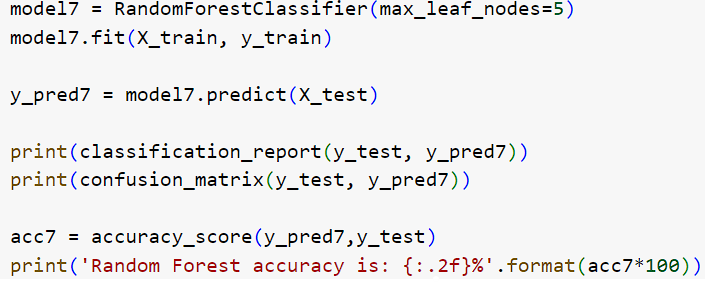 model7 = RandomForestClassifier(max_leaf_nodes=5)
model7.fit(X_train, y_train)
y_pred7 = model7.predict(X_test)
print(classification_report(y_test, y_pred7))
print(confusion_matrix(y_test, y_pred7))
acc7 = accuracy_score(y_pred7,y_test)
print('Random Forest accuracy is: {:.2f}%'.format(acc7*100))